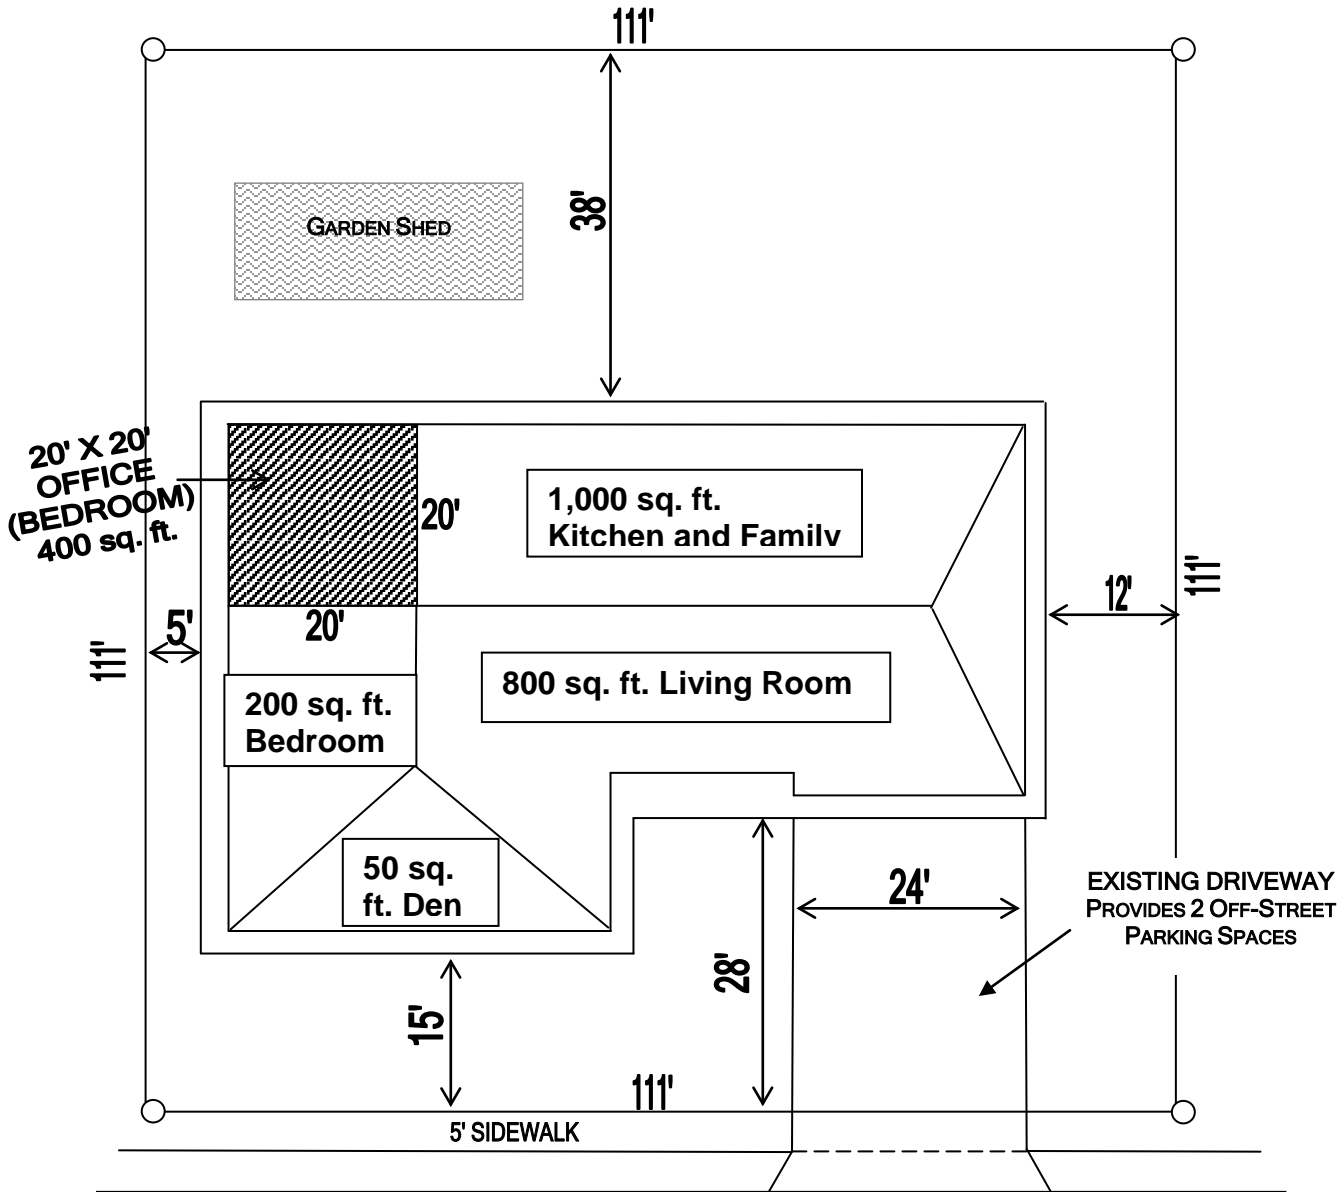 111'
GARDEN SHED
38'
20' X 20'
OFFICE
(BEDROOM)
400 sq. ft.
20'
1,000 sq. ft.
Kitchen and Family
111'
12'
5'
20'
111'
800 sq. ft. Living Room
200 sq. ft.
Bedroom
50 sq.
ft. Den
24'
EXISTING DRIVEWAY
PROVIDES 2 OFF-STREET
PARKING SPACES
28'
15'
111'
5' SIDEWALK